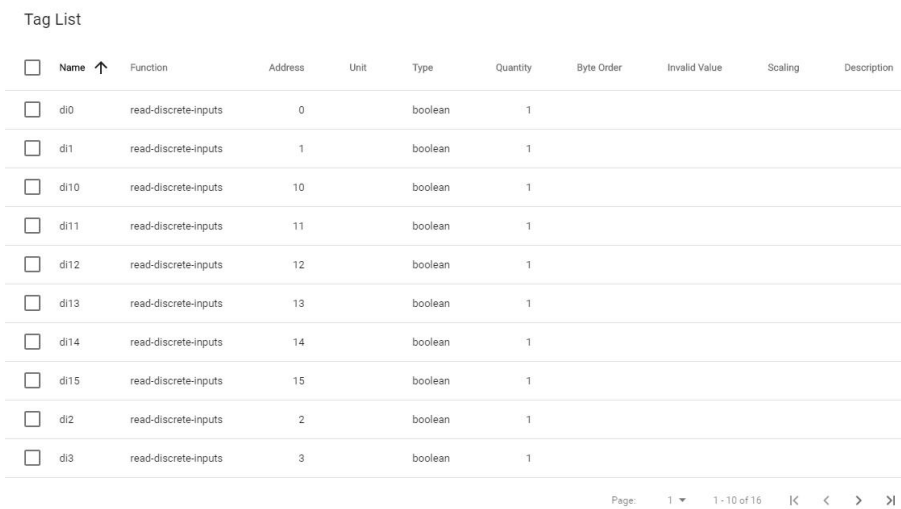 Tag List
Name Function Address Unit Type Quantity Byte Order Invalid Value Scaling Description
di0 read-discrete-inputs 0 boolean 1
di1 read-discrete-inputs 1 boolean 1
di10 read-discrete-inputs 10 boolean 1
di11 read-discrete-inputs 11 boolean 1
di12 read-discrete-inputs 12 boolean 1
di13 read-discrete-inputs 13 boolean 1
di14 read-discrete-inputs 14 boolean 1
di15 read-discrete-inputs 15 boolean 1
di2 read-discrete-inputs 2 boolean 1
di3 read-discrete-inputs 3 boolean 1
Page: 1 1 - 10 of 16